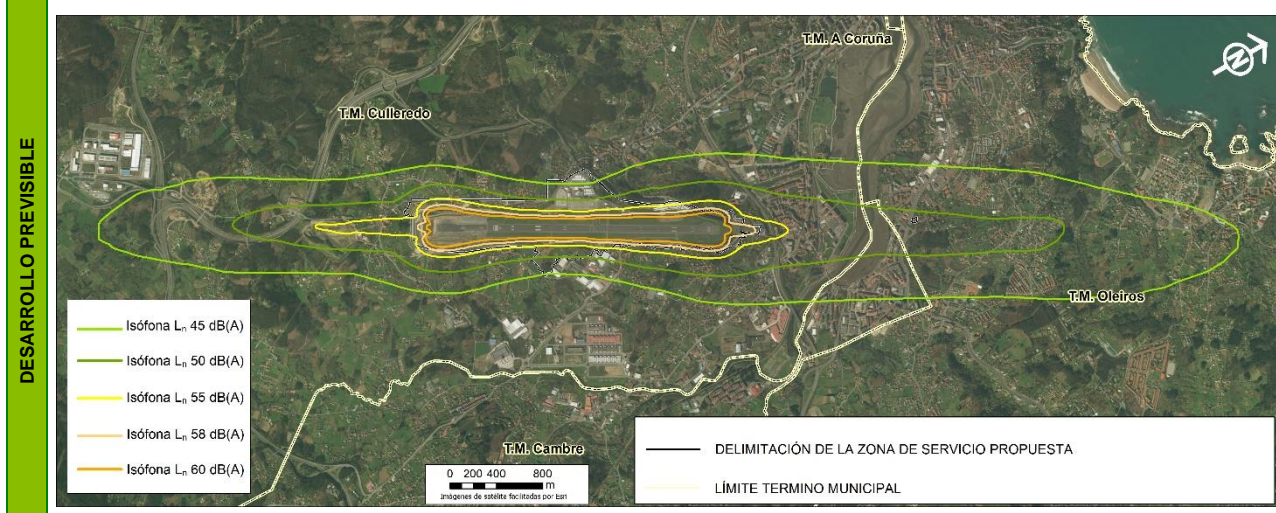 DESARROLLO PREVISIBLE
T.M. A Coruña
N
T.M. Culleredo
T.M. Oleiros
T.M. Cambre
Isófona Ln 45 dB(A)
Isófona Ln 50 dB(A)
Isófona Ln 55 dB(A)
Isófona Ln 58 dB(A)
Isófona Ln 60 dB(A)
0 200 400 800
m
Imágenes de satélite facilitadas por Esri
DELIMITACIÓN DE LA ZONA DE SERVICIO PROPUESTA
LÍMITE TERMINO MUNICIPAL